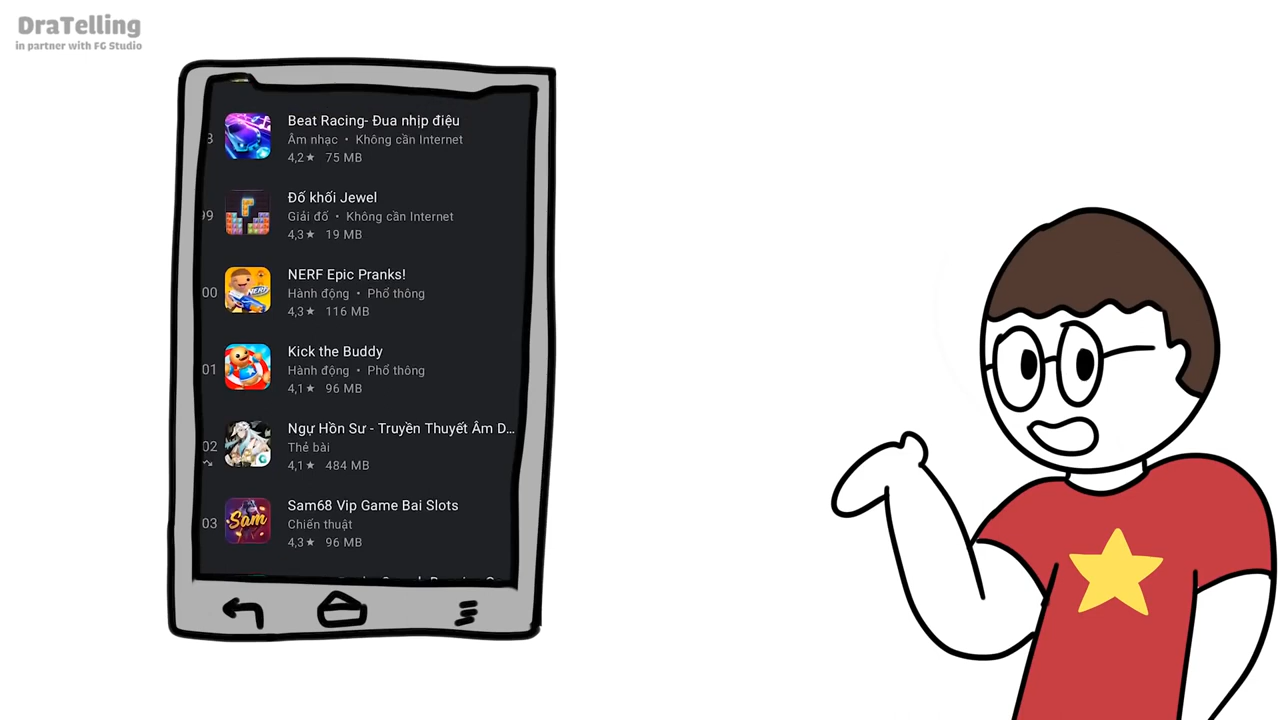 DraTelling
in partner with FG Studio
8
Beat Racing- Đua nhịp điệu
Âm nhạc • Không cần Internet
4,2★ 75 MB
99
Đố khối Jewel
Giải đố • Không cần Internet
4,3★ 19 MB
00
NERF Epic Pranks!
Hành động • Phổ thông
4,3★ 116 MB
01
Kick the Buddy
Hành động • Phổ thông
4,1★ 96 MB
02
Ngự Hồn Sư - Truyền Thuyết Âm D...
Thẻ bài
4,1★ 484 MB
03
Sam68 Vip Game Bai Slots
Chiến thuật
4,3★ 96 MB